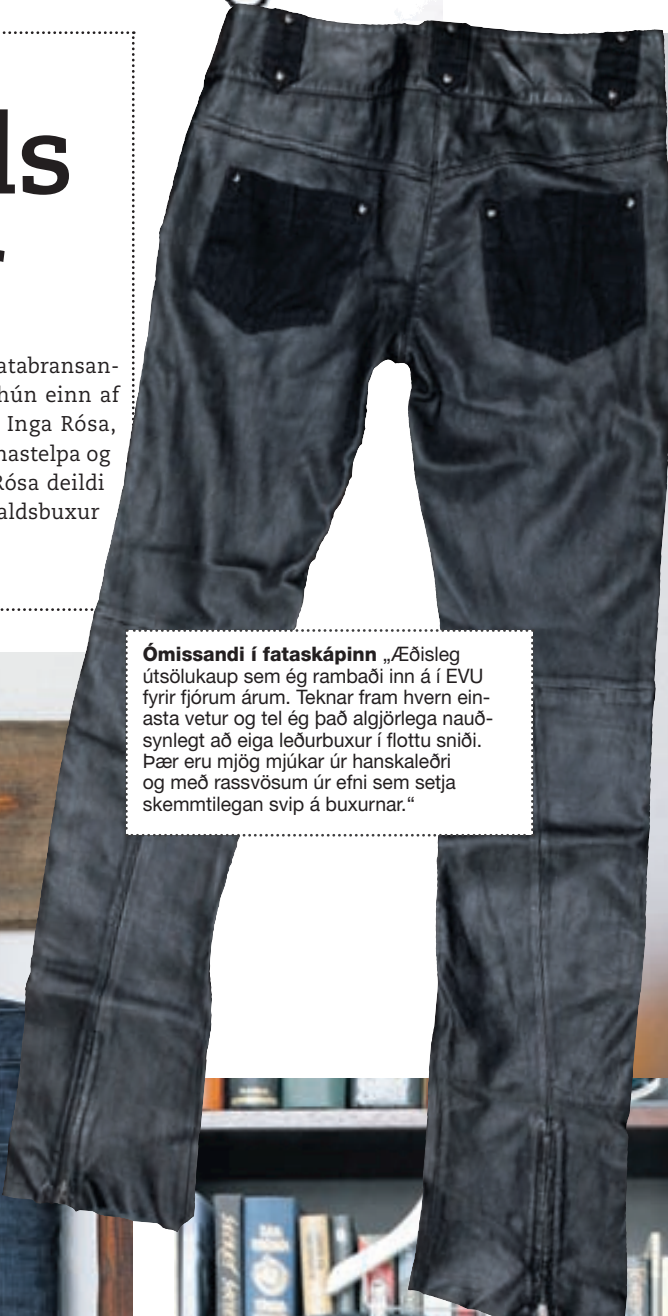 ls
r
atabransan-
hún einn af
Inga Rósa,
nastelpa og
Rósa deildi
aldsbuxur
Ómissandi í fataskápinn „Æðisleg
útsölukaup sem ég rambaði inn á í EVU
fyrir fjórum árum. Teknar fram hvern ein-
asta vetur og tel ég það algjörlega nauð-
synlegt að eiga leðurbuxur í flottu sniði.
Þær eru mjög mjúkar úr hanskaleðri
og með rassvösum úr efni sem setja
skemmtilegan svip á buxurnar.“